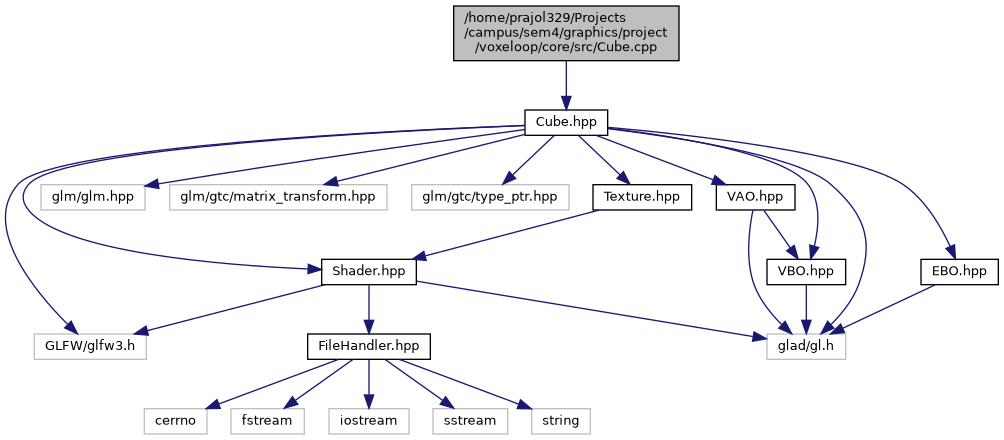 /home/prajol329/Projects
/campus/sem4/graphics/project
/voxeloop/core/src/Cube.cpp
Cube.hpp
glm/glm.hpp
glm/gtc/matrix_transform.hpp
glm/gtc/type_ptr.hpp
Texture.hpp
VAO.hpp
Shader.hpp
VBO.hpp
EBO.hpp
GLFW/glfw3.h
FileHandler.hpp
glad/gl.h
cerrno
fstream
iostream
sstream
string